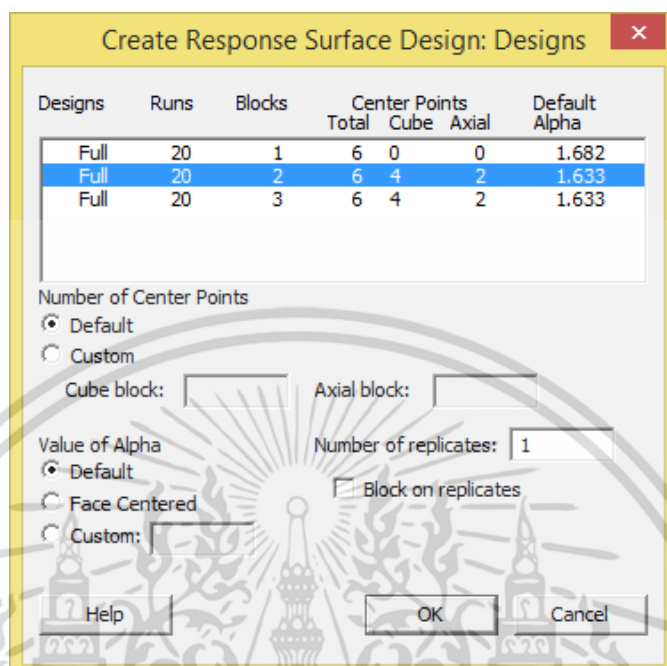 Create Response Surface Design: Designs
Designs Runs Blocks Center Points Default
Total Cube Axial Alpha
Full 20 1 6 0 0 1.682
Full 20 2 6 4 2 1.633
Full 20 3 6 4 2 1.633
Number of Center Points
Default
Custom
Cube block: Axial block:
Value of Alpha Number of replicates: 1
Default
Block on replicates
Face Centered
Custom:
Help OK Cancel